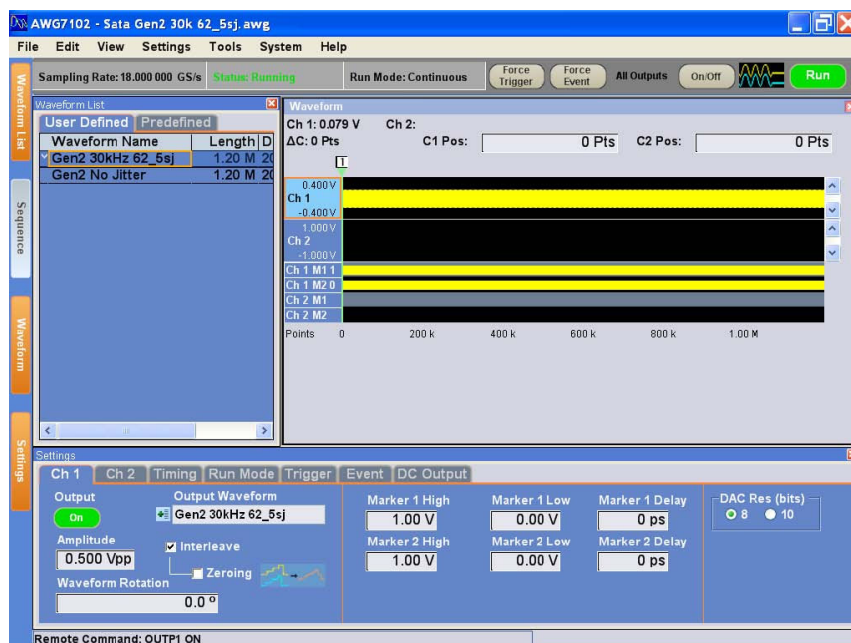 AWG7102 - Sata Gen2 30k 62_5sj.awg
File Edit View Settings Tools System Help
Sampling Rate: 18.000 000 GS/s Status: Running Run Mode: Continuous Force Trigger Force Event All Outputs On/Off Run
Waveform List
Sequence
Waveform
Settings
Waveform List
User Defined Predefined
Waveform Name Length D
Gen2 30kHz 62_5sj 1.20 M 20
Gen2 No Jitter 1.20 M 20
Waveform
Ch 1: 0.079 V Ch 2:
ΔC: 0 Pts C1 Pos: 0 Pts C2 Pos: 0 Pts
T
0.400 V
Ch 1
-0.400 V
1.000 V
Ch 2
-1.000 V
Ch 1 M1 1
Ch 1 M2 0
Ch 2 M1
Ch 2 M2
Points 0 200 k 400 k 600 k 800 k 1.00 M
Settings
Ch 1 Ch 2 Timing Run Mode Trigger Event DC Output
Output Output Waveform
On Gen2 30kHz 62_5sj
Amplitude
0.500 Vpp
Interleave
Zeroing
Waveform Rotation
0.0 º
Marker 1 High Marker 1 Low Marker 1 Delay
1.00 V 0.00 V 0 ps
Marker 2 High Marker 2 Low Marker 2 Delay
1.00 V 0.00 V 0 ps
DAC Res (bits)
8 10
Remote Command: OUTP1 ON